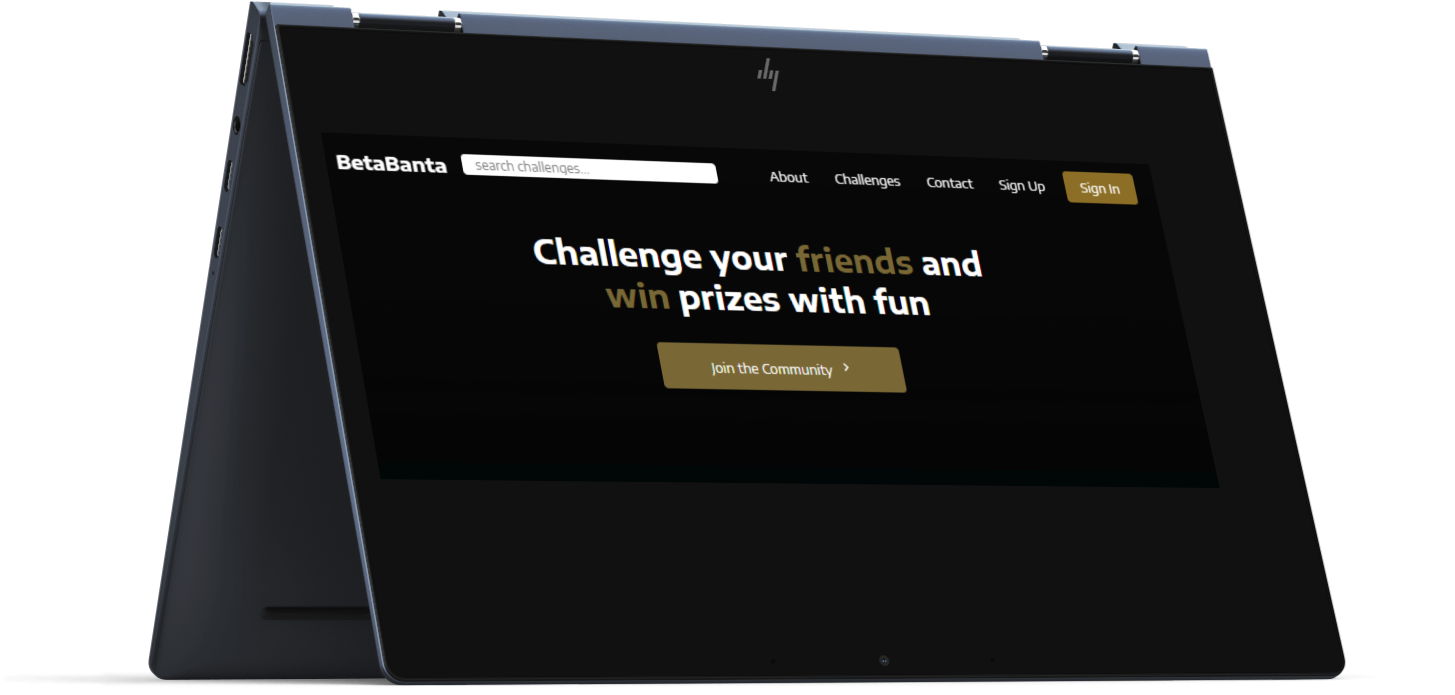 hp
BetaBanta
search challenges...
About
Challenges
Contact
Sign Up
Sign In
Challenge your friends and
win prizes with fun
Join the Community